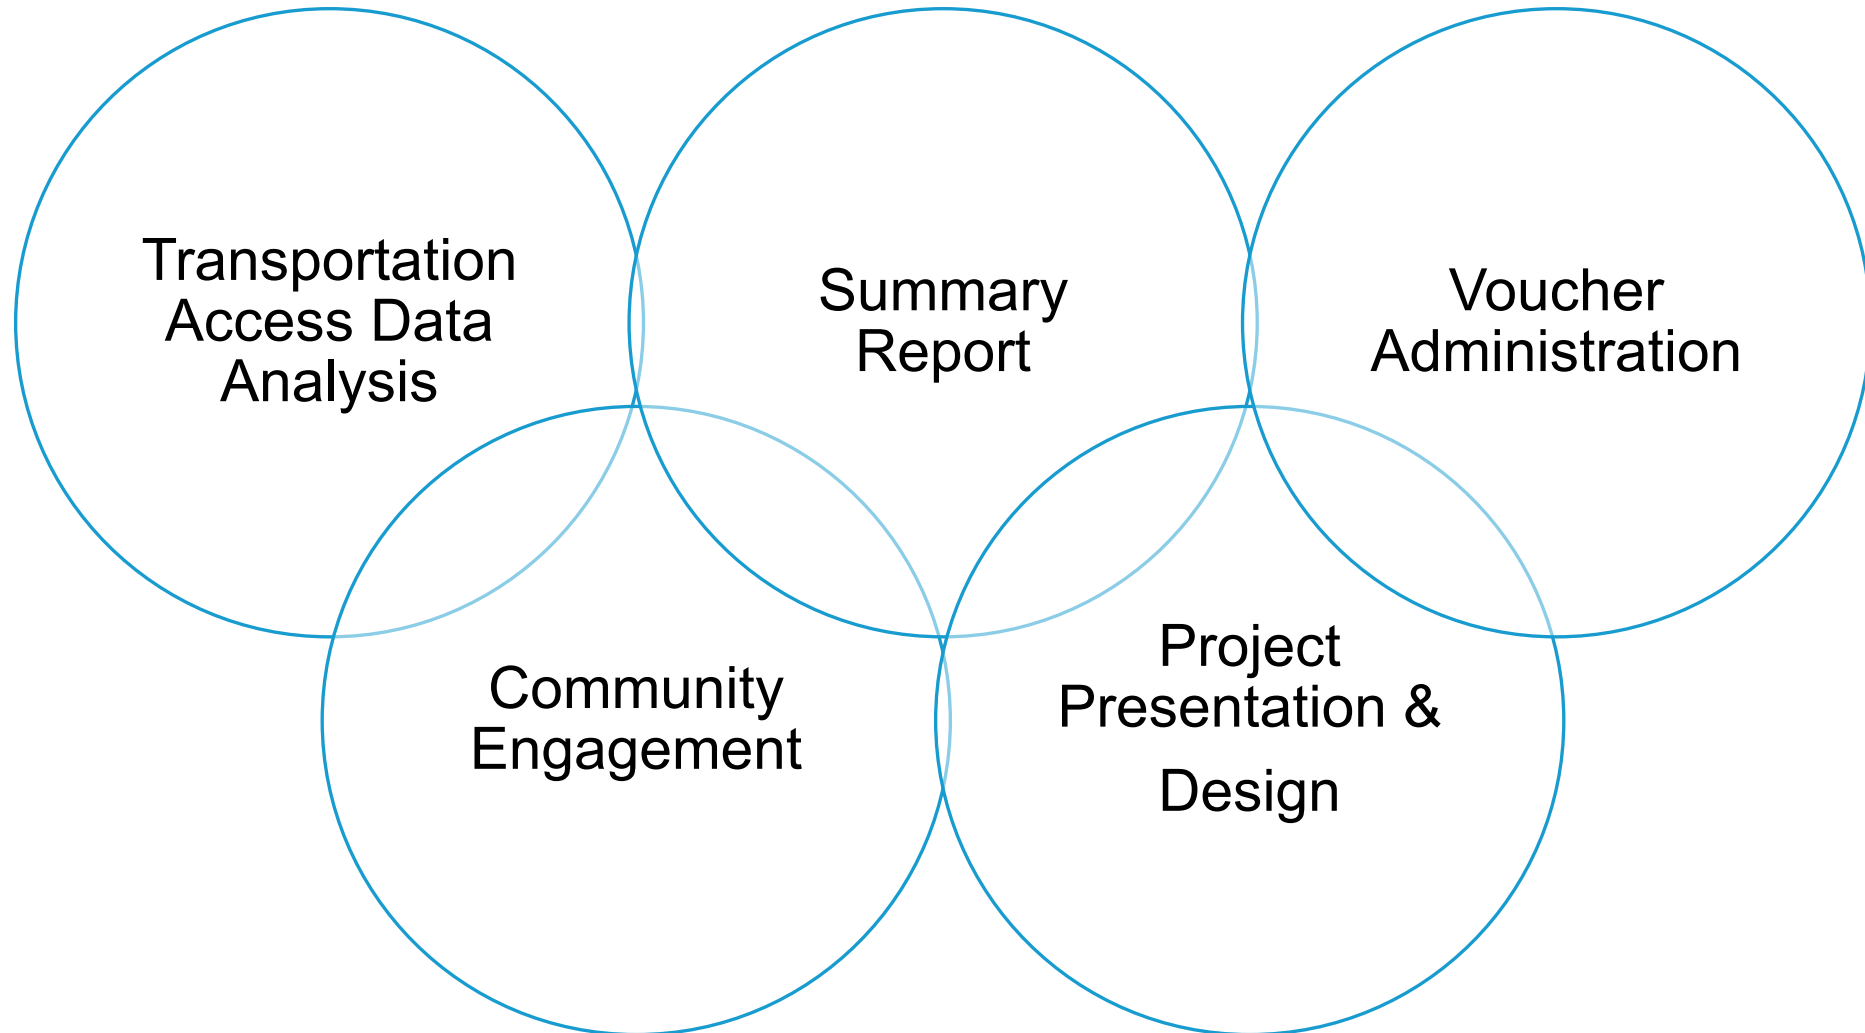 Transportation
Access Data
Analysis
Summary
Report
Voucher
Administration
Community
Engagement
Project
Presentation &
Design